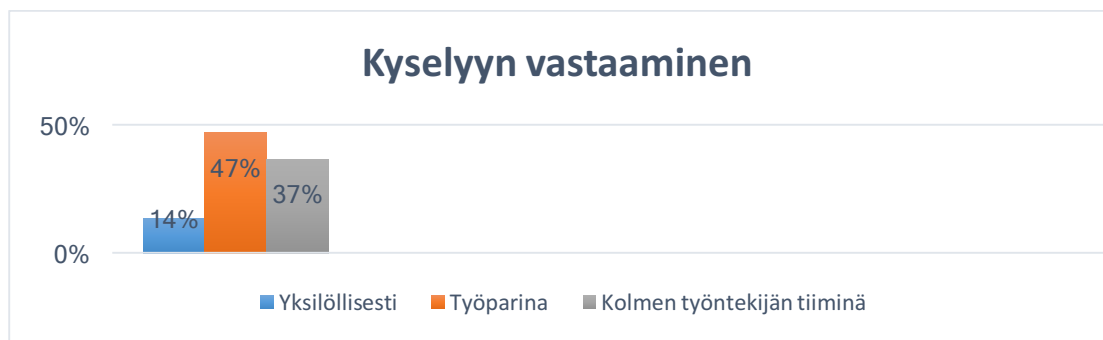 Kyselyyn vastaaminen
50%
47%
37%
14%
0%
Yksilöllisesti Työparina Kolmen työntekijän tiiminä